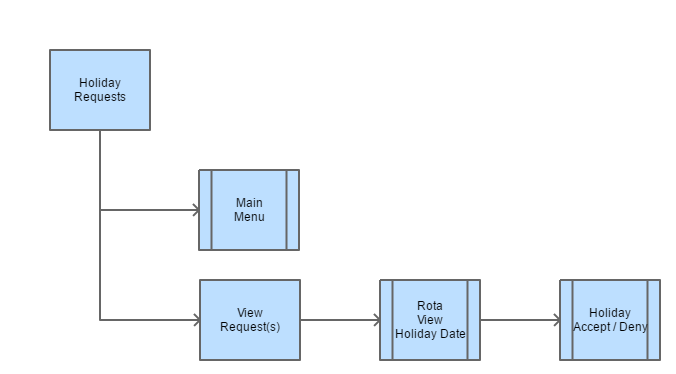 Holiday
Requests
Main
Menu
View
Request(s)
Rota
View
Holiday Date
Holiday
Accept / Deny